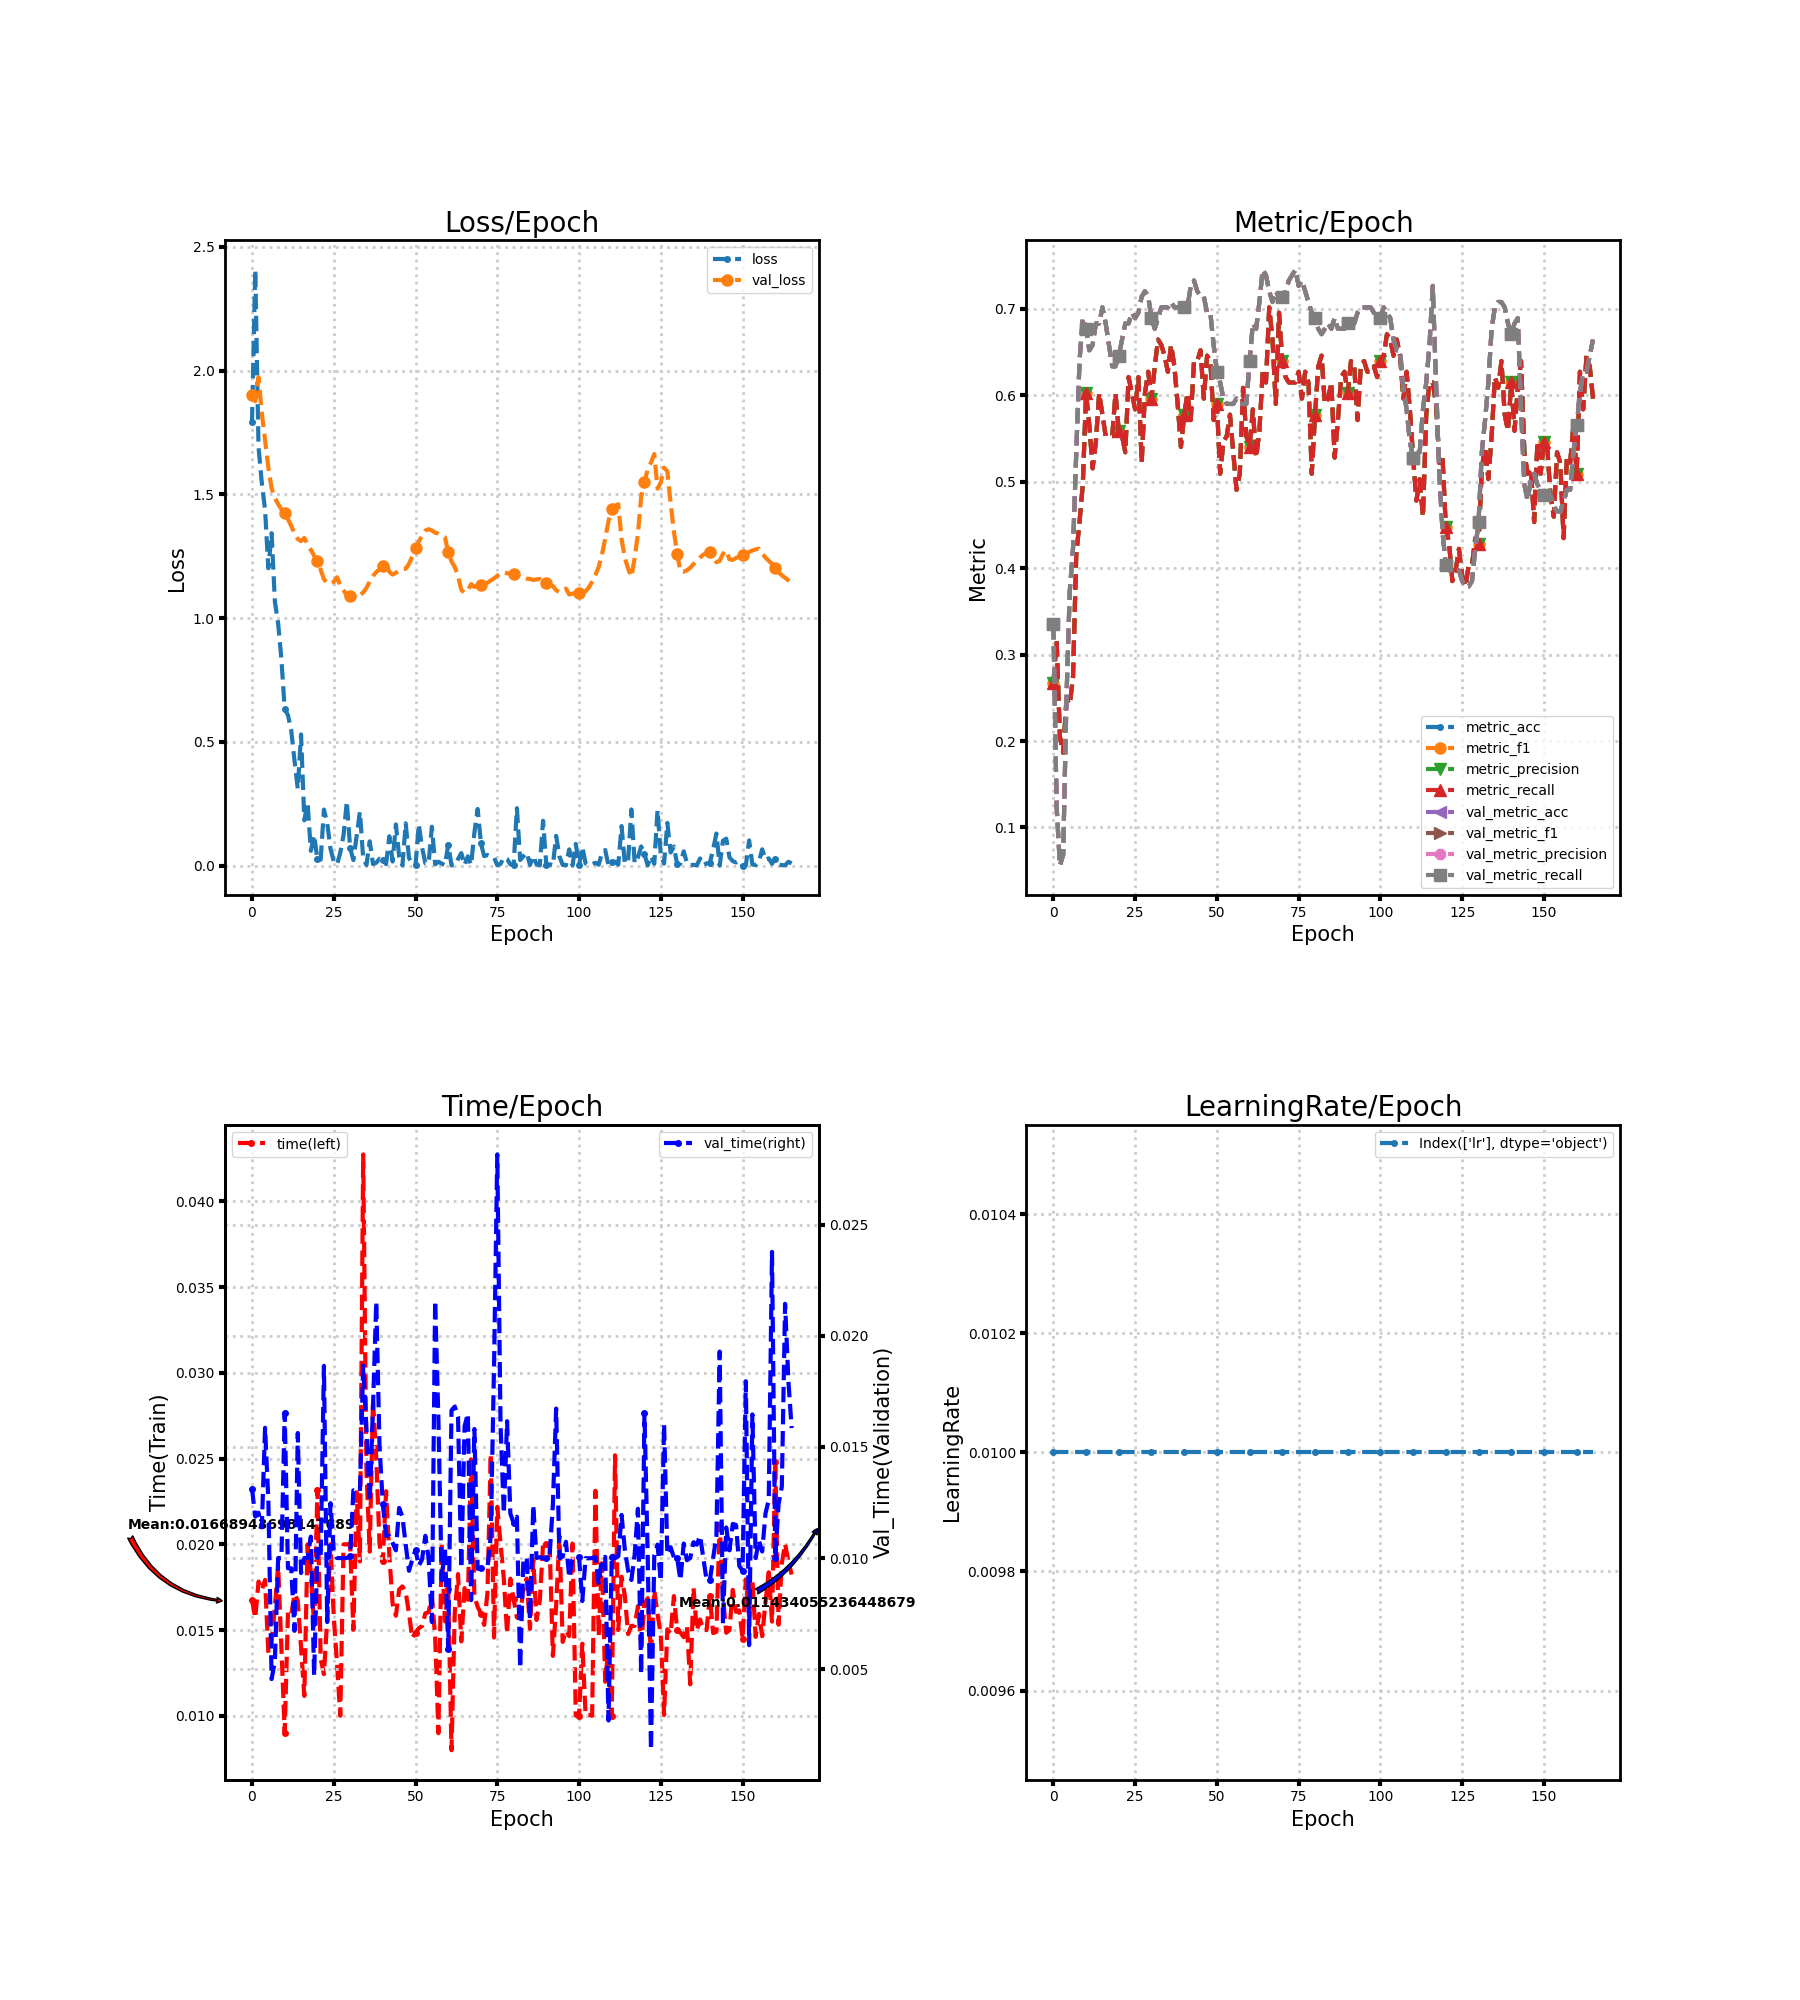 Loss/Epoch
2.5
2.0
1.5
1.0
0.5
0.0
Loss
loss
val_loss
0 25 50 75 100 125 150
Epoch
Metric/Epoch
0.7
0.6
0.5
0.4
0.3
0.2
0.1
Metric
metric_acc
metric_f1
metric_precision
metric_recall
val_metric_acc
val_metric_f1
val_metric_precision
val_metric_recall
0 25 50 75 100 125 150
Epoch
Time/Epoch
time(left)
val_time(right)
0.040
0.035
0.030
0.025
0.020
0.015
0.010
Time(Train)
0.025
0.020
0.015
0.010
0.005
Val_Time(Validation)
Mean:0.011434055236448679
0 25 50 75 100 125 150
Epoch
LearningRate/Epoch
Index(['lr'], dtype='object')
0.0104
0.0102
0.0100
0.0098
0.0096
LearningRate
0 25 50 75 100 125 150
Epoch